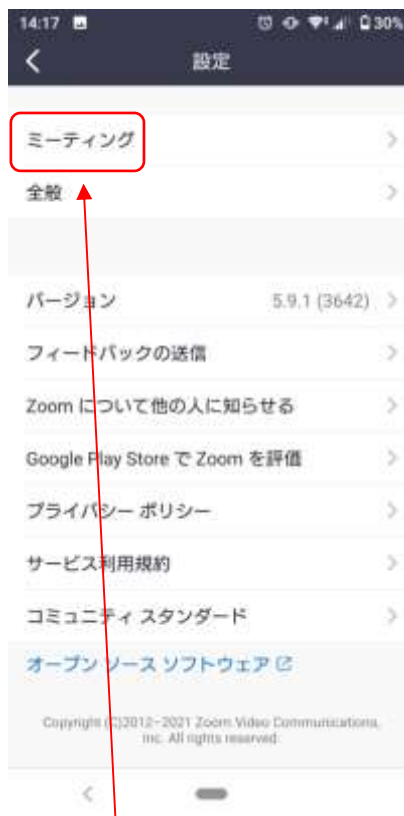 14:17 30%
設定
ミーティング
全般
バージョン 5.9.1 (3642)
フィードバックの送信
Zoom について他の人に知らせる
Google Play Store で Zoom を評価
プライバシー ポリシー
サービス利用規約
コミュニティ スタンダード
オープン ソース ソフトウェア
Copyright (C)2012-2021 Zoom Video Communications,
Inc. All rights reserved.